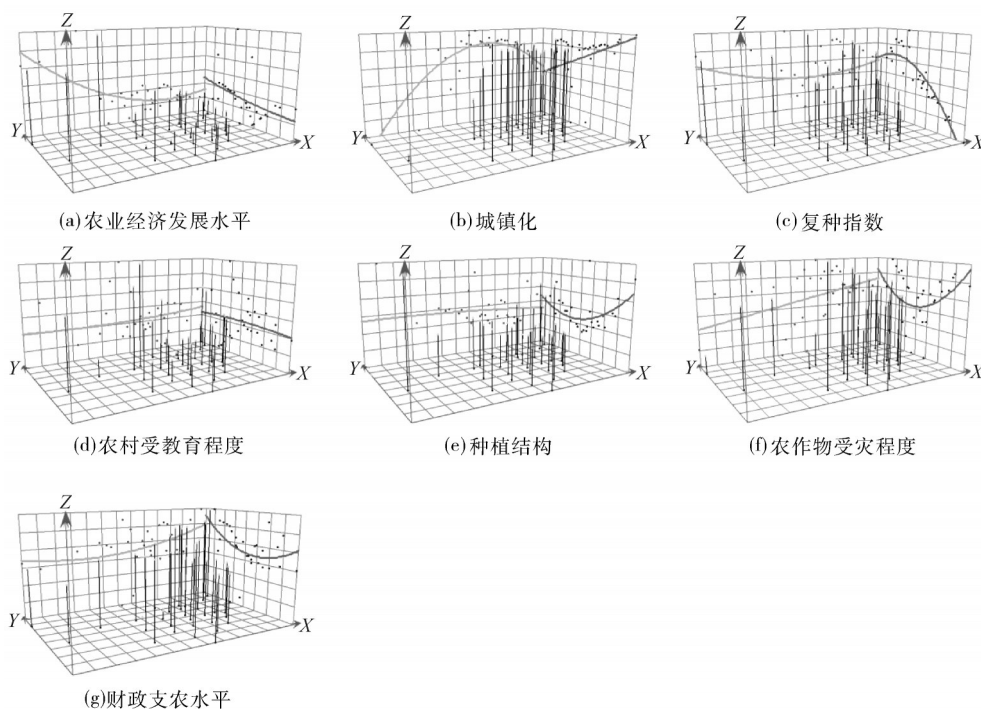 Z
Z
Z
Y
X
Y
X
Y
X
(a)农业经济发展水平
(b)城镇化
(c)复种指数
Z
Z
Z
Y
X
Y
X
Y
X
(d)农村受教育程度
(e)种植结构
(f)农作物受灾程度
Z
Y
X
(g)财政支农水平